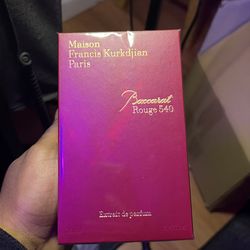 Maison
Francis Kurkdjian
Paris
Baccarat
Rouge 540
Extrait de parfum